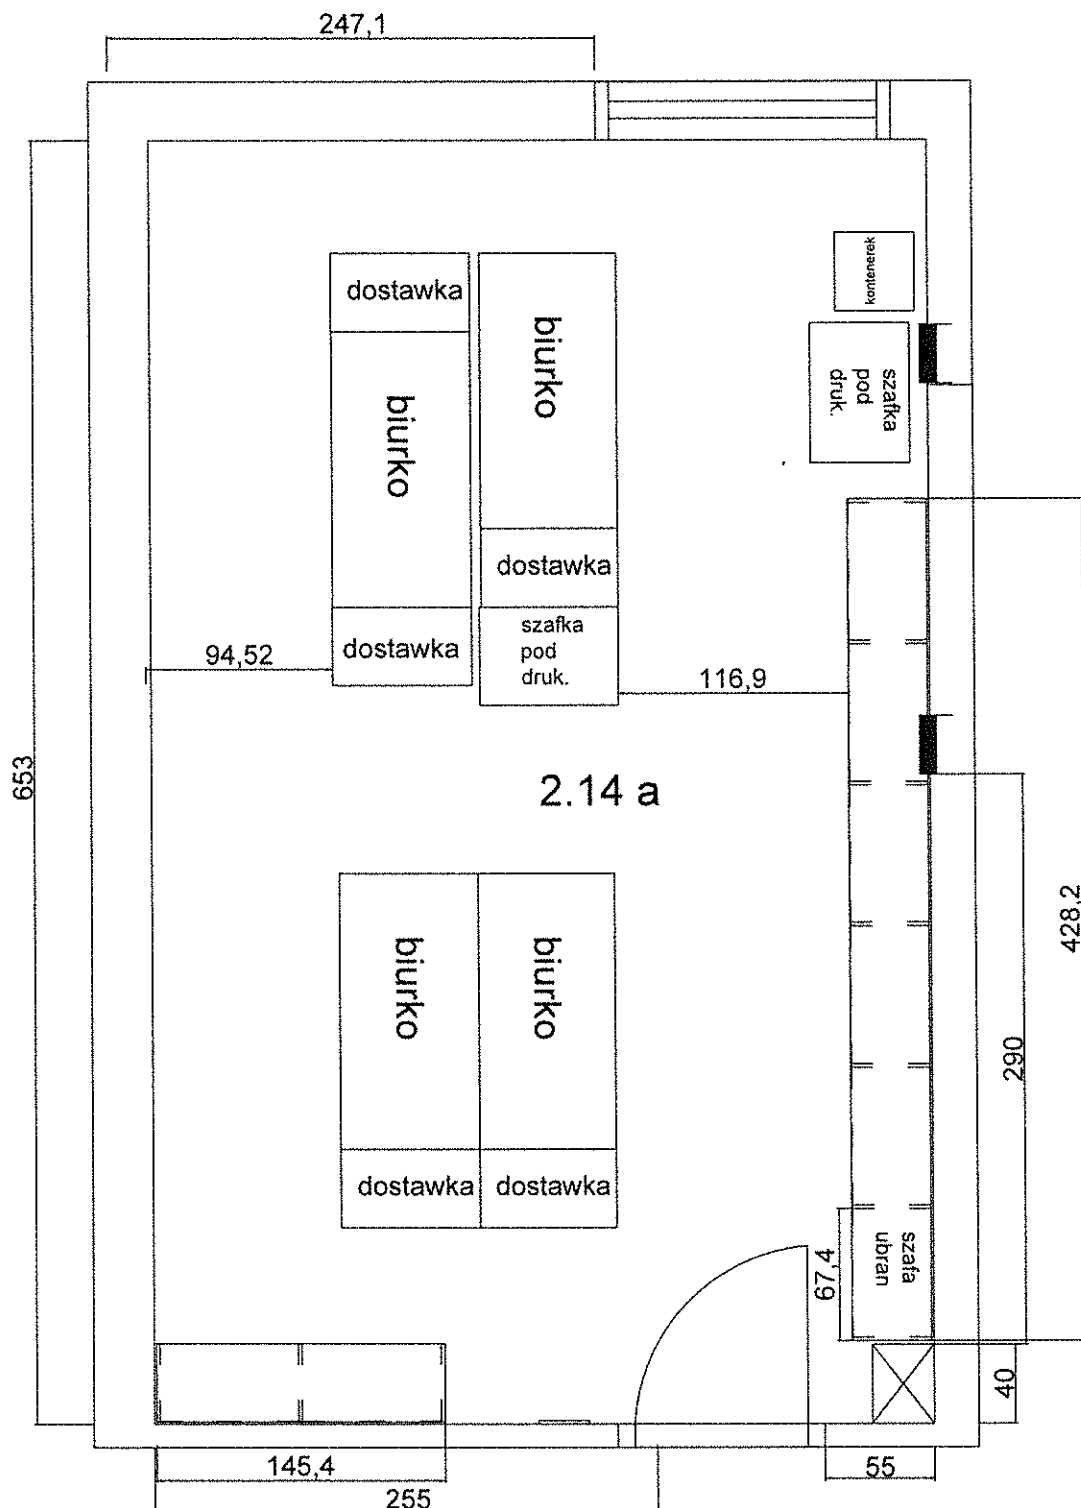 247,1
kontenerek
dostawka
biurko
szafka
pod
druk.
biurko
dostawka
szafka
pod
druk.
dostawka
94,52
116,9
653
2.14 a
428,2
biurko
biurko
290
dostawka
dostawka
szafa
ubran
67,4
40
145,4
55
255